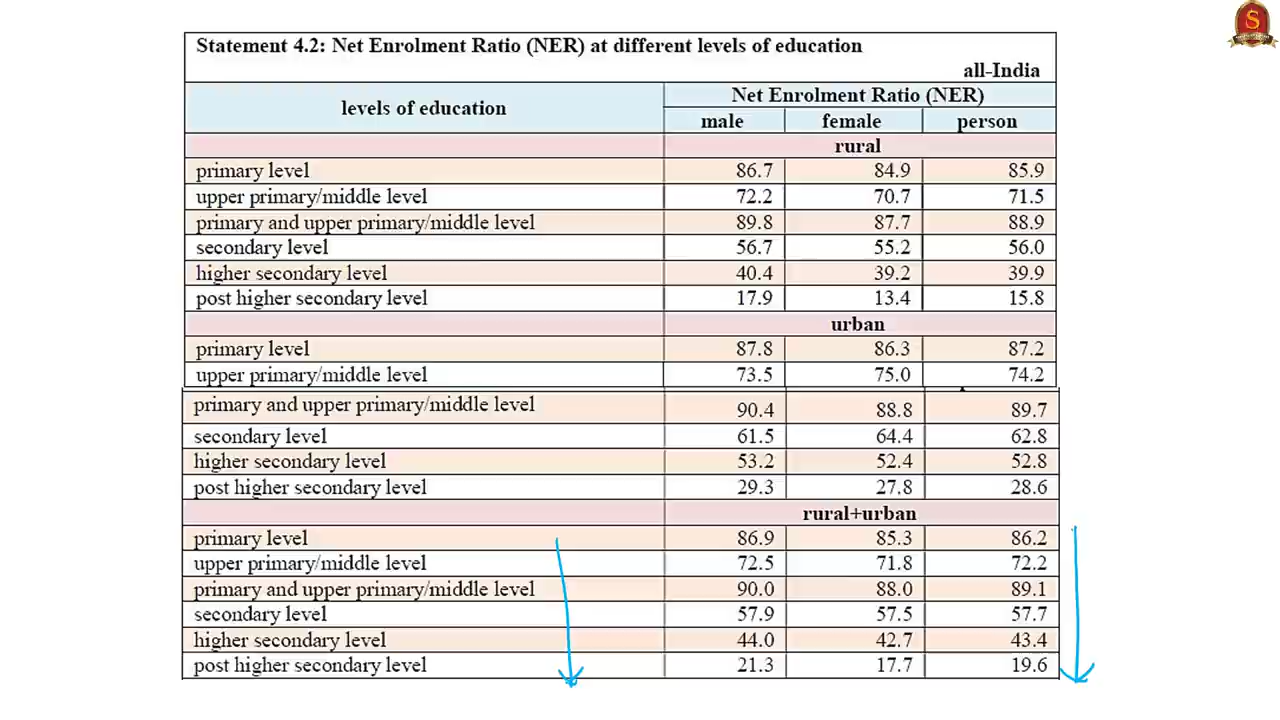 S
Statement 4.2: Net Enrolment Ratio (NER) at different levels of education
all-India
levels of education Net Enrolment Ratio (NER)
male female person
rural
primary level 86.7 84.9 85.9
upper primary/middle level 72.2 70.7 71.5
primary and upper primary/middle level 89.8 87.7 88.9
secondary level 56.7 55.2 56.0
higher secondary level 40.4 39.2 39.9
post higher secondary level 17.9 13.4 15.8
urban
primary level 87.8 86.3 87.2
upper primary/middle level 73.5 75.0 74.2
primary and upper primary/middle level 90.4 88.8 89.7
secondary level 61.5 64.4 62.8
higher secondary level 53.2 52.4 52.8
post higher secondary level 29.3 27.8 28.6
rural+urban
primary level 86.9 85.3 86.2
upper primary/middle level 72.5 71.8 72.2
primary and upper primary/middle level 90.0 88.0 89.1
secondary level 57.9 57.5 57.7
higher secondary level 44.0 42.7 43.4
post higher secondary level 21.3 17.7 19.6